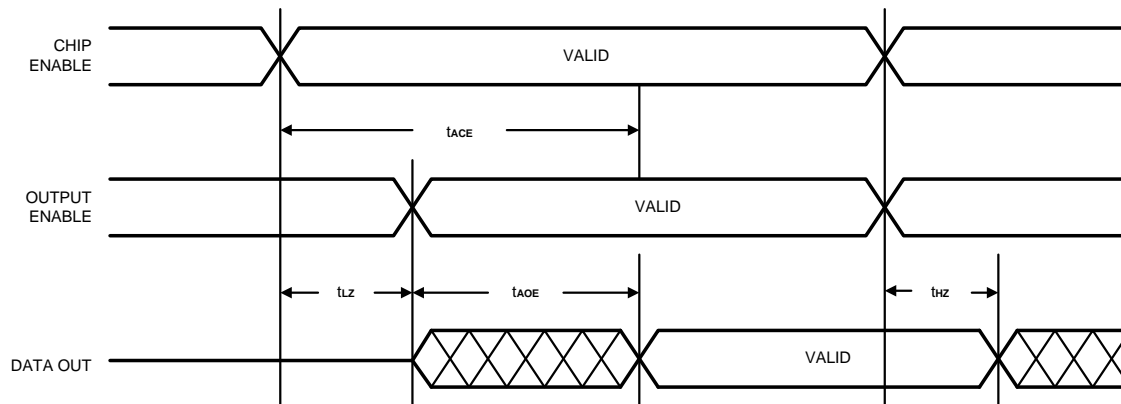 CHIP
ENABLE
VALID
tACE
OUTPUT
ENABLE
VALID
tLZ
tAOE
tHZ
DATA OUT
VALID